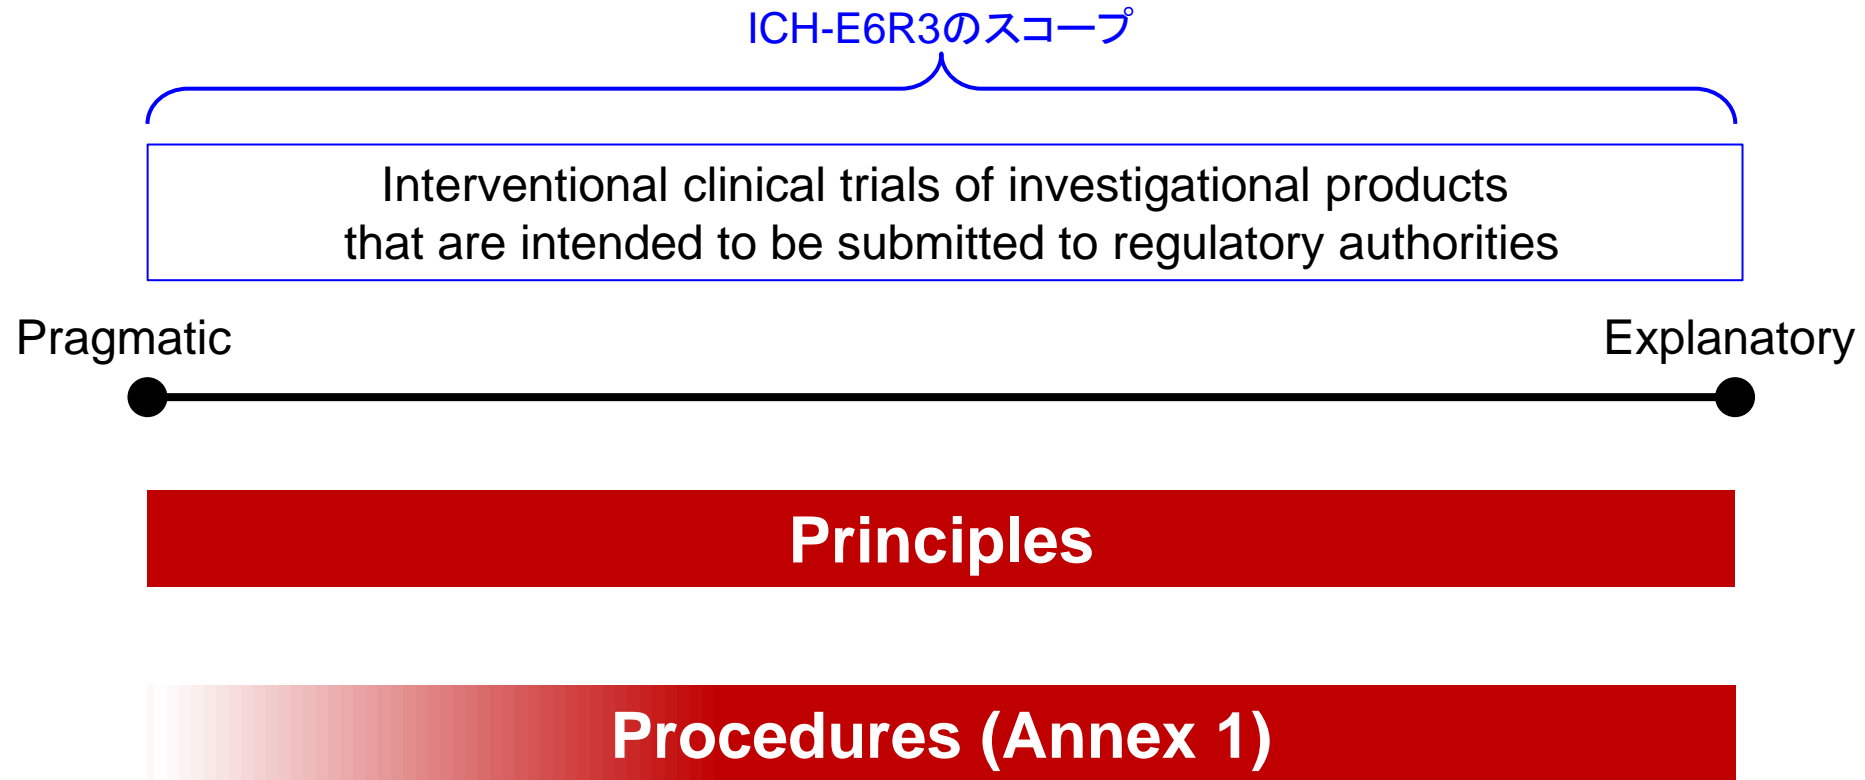 ICH-E6R3のスコープ
Interventional clinical trials of investigational products
that are intended to be submitted to regulatory authorities
Pragmatic
Explanatory
Principles
Procedures (Annex 1)